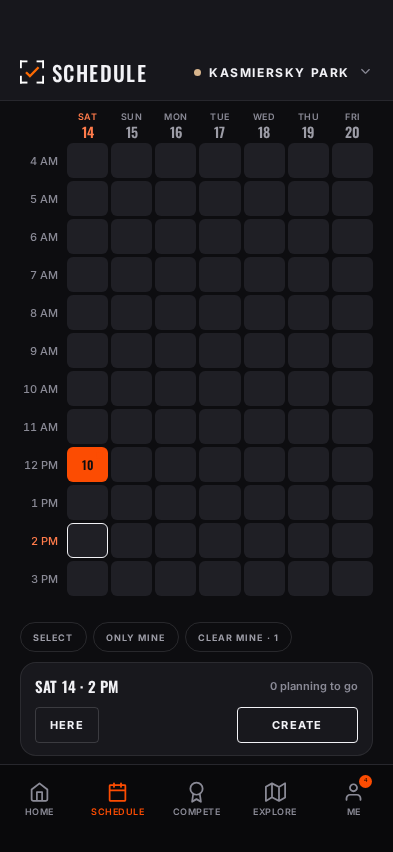 SCHEDULE
KASMIERSKY PARK
SAT SUN MON TUE WED THU FRI
14 15 16 17 18 19 20
4 AM
5 AM
6 AM
7 AM
8 AM
9 AM
10 AM
11 AM
12 PM 10
1 PM
2 PM
3 PM
SELECT ONLY MINE CLEAR MINE · 1
SAT 14 · 2 PM 0 planning to go
HERE CREATE
HOME SCHEDULE COMPETE EXPLORE ME